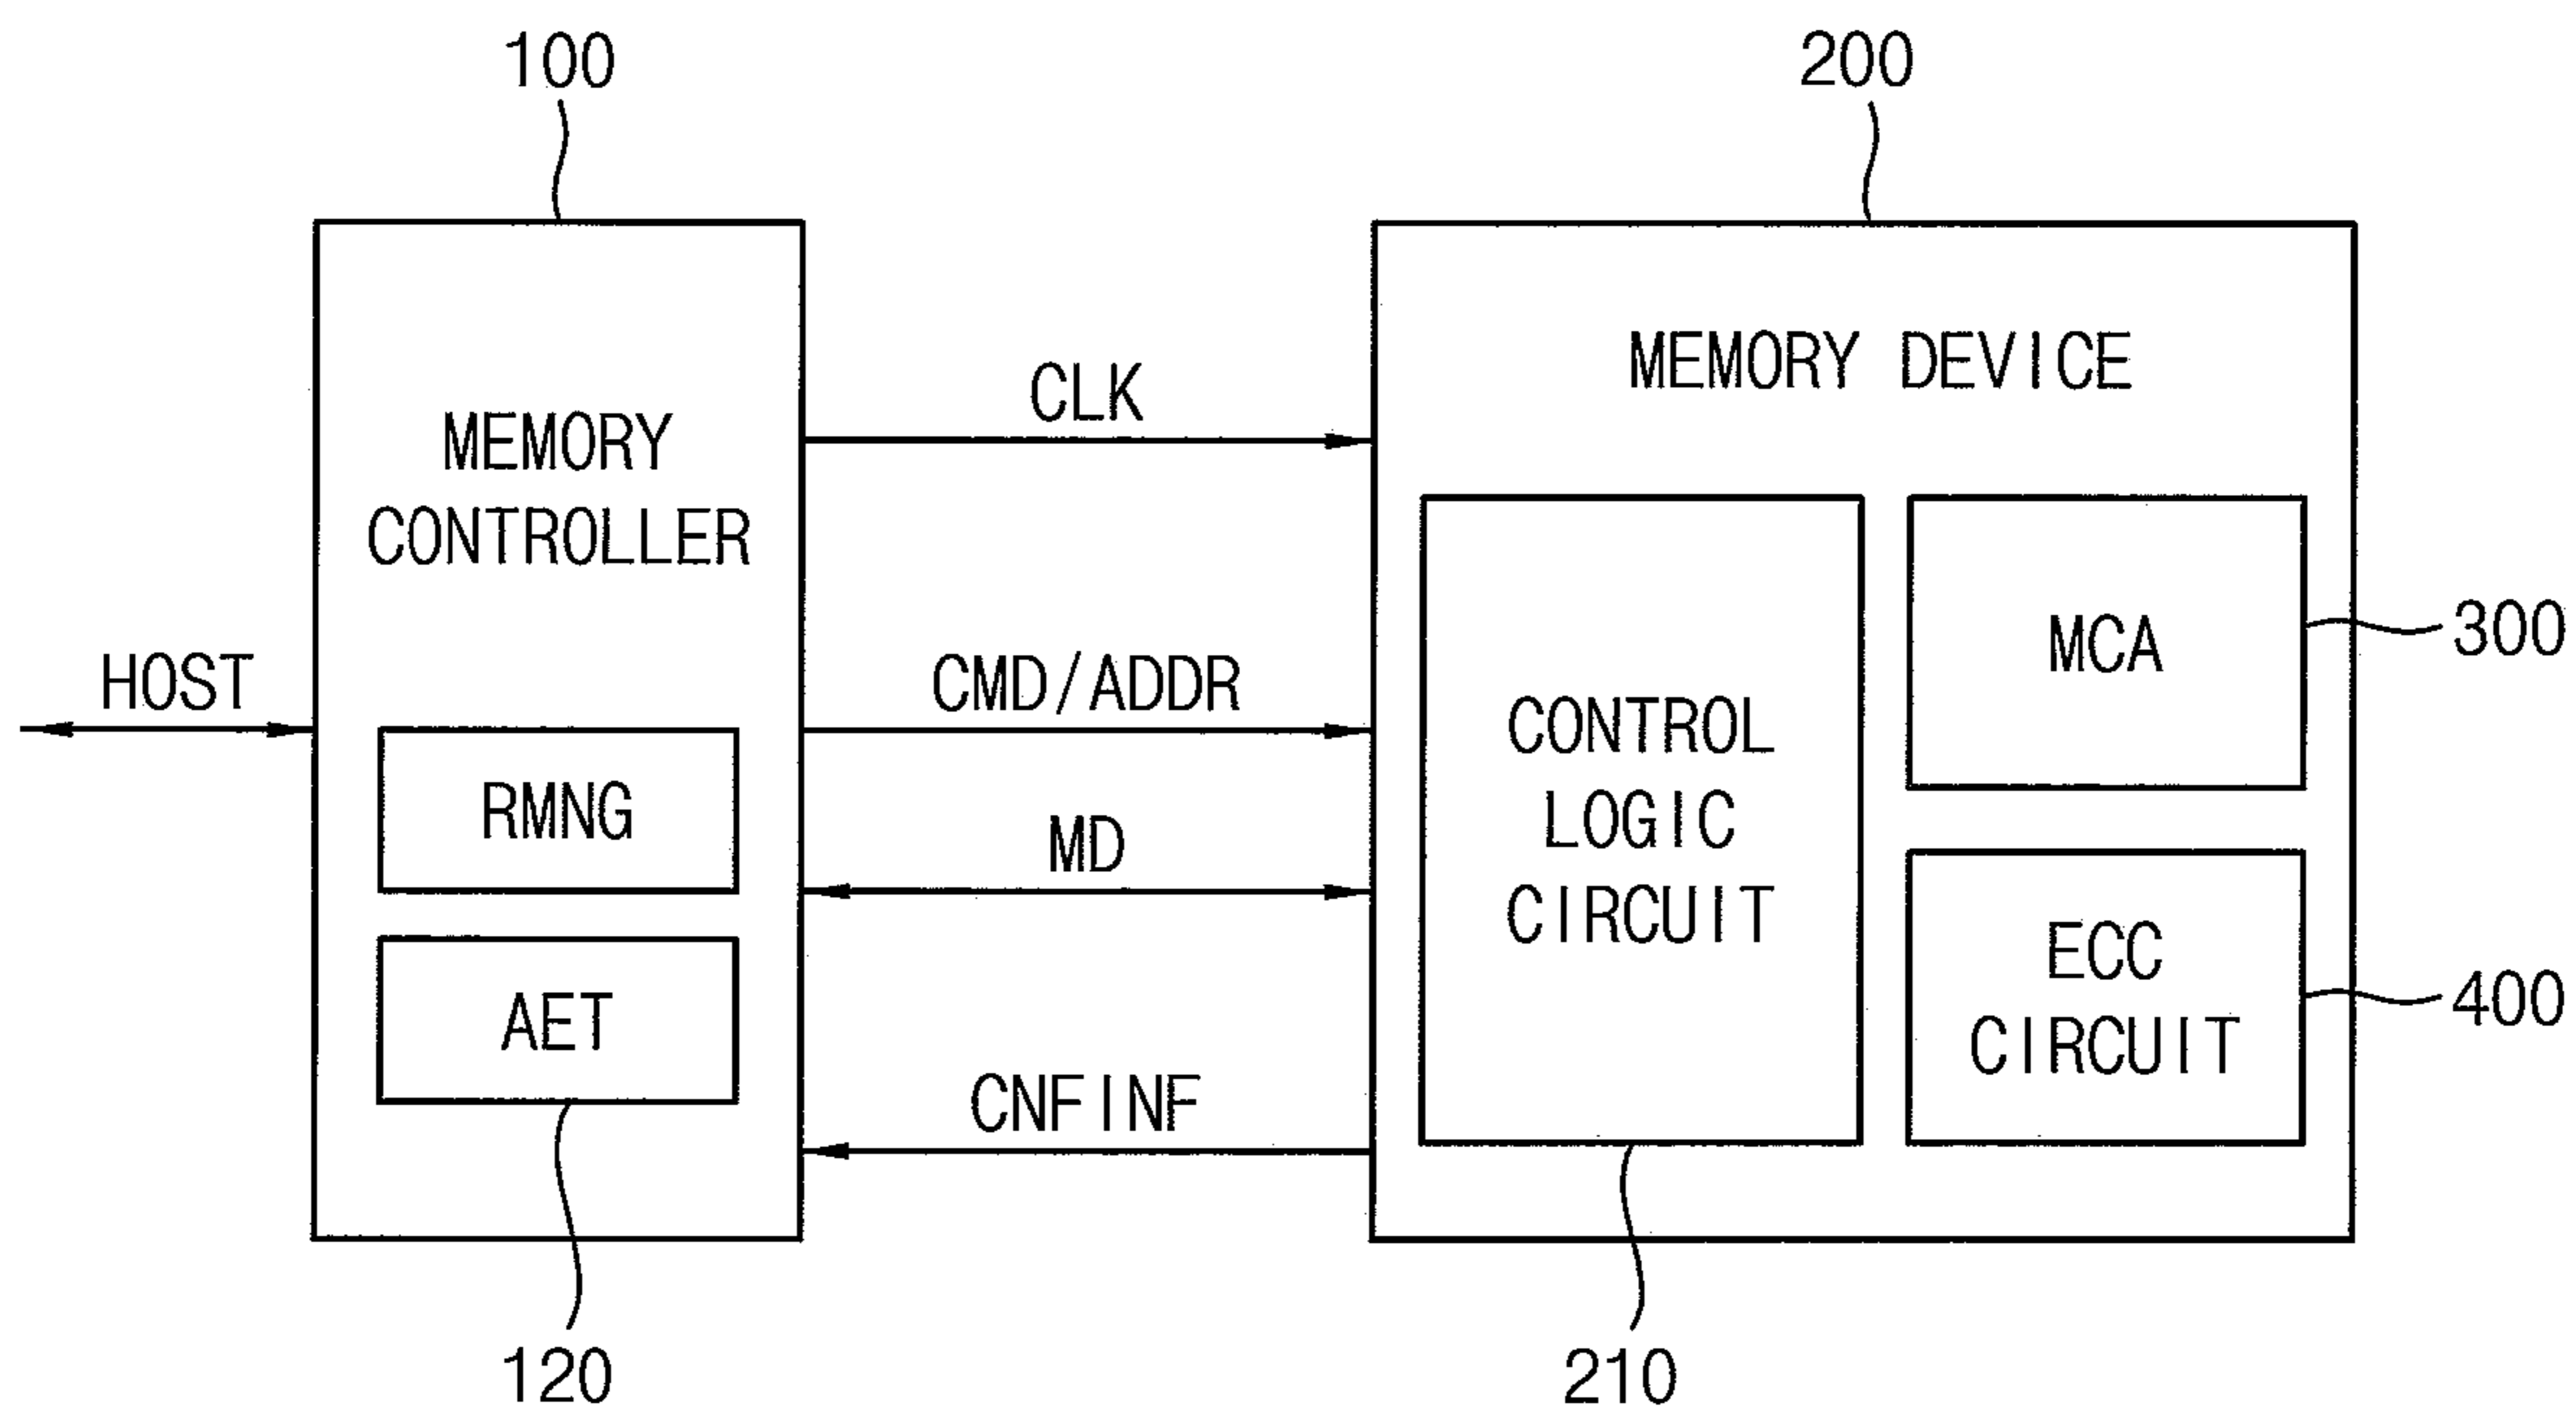 100
200
MEMORY
CONTROLLER
HOST
RMNG
AET
120
CLK
CMD/ADDR
MD
CNFINF
MEMORY DEVICE
CONTROL
LOGIC
CIRCUIT
210
MCA
300
ECC
CIRCUIT
400